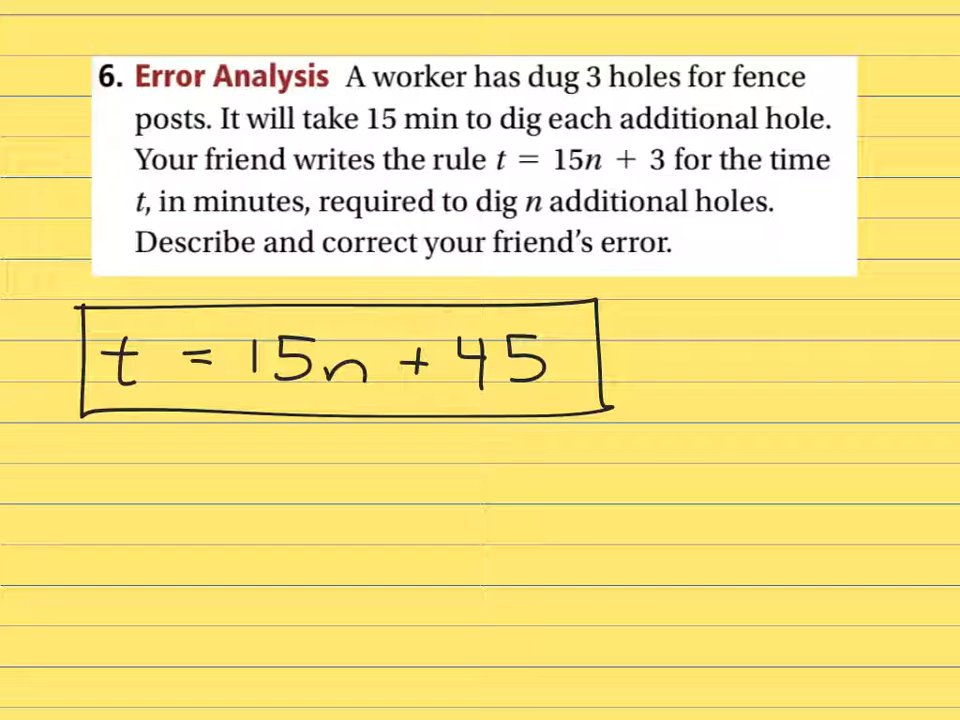 6. Error Analysis A worker has dug 3 holes for fence
posts. It will take 15 min to dig each additional hole.
Your friend writes the rule t = 15n + 3 for the time
t, in minutes, required to dig n additional holes.
Describe and correct your friend's error.
t = 15n + 45